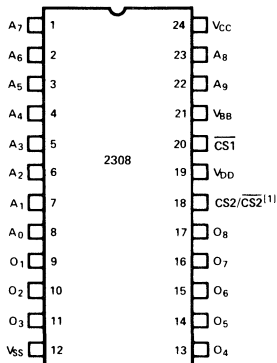 A7 1 24 VCC
A6 2 23 A8
A5 3 22 A9
A4 4 21 VBB
A3 5 20 C̅S̅1̅
2308
A2 6 19 VDD
A1 7 18 CS2/C̅S̅2̅[1]
A0 8 17 O8
O1 9 16 O7
O2 10 15 O6
O3 11 14 O5
VSS 12 13 O4